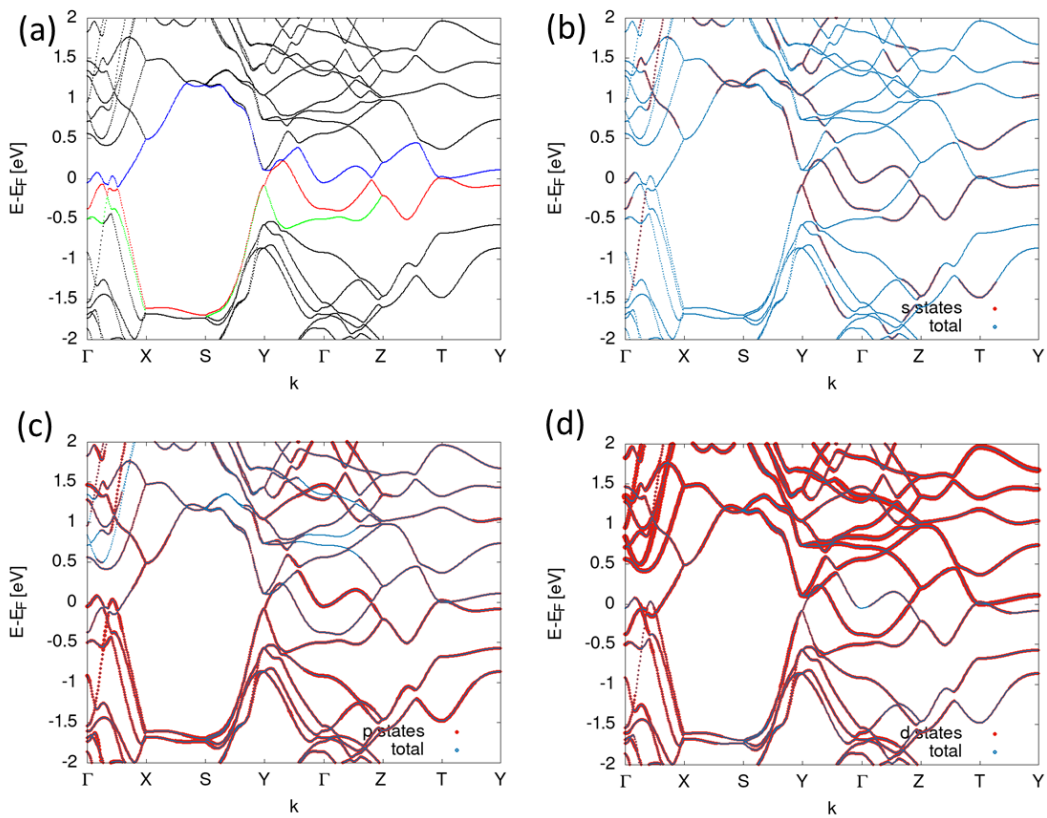 (a)
2
1.5
1
0.5
0
-0.5
-1
-1.5
-2
E-EF [eV]
Γ X S Y Γ Z T Y
k
(b)
2
1.5
1
0.5
0
-0.5
-1
-1.5
-2
E-EF [eV]
s states
total
Γ X S Y Γ Z T Y
k
(c)
2
1.5
1
0.5
0
-0.5
-1
-1.5
-2
E-EF [eV]
p states
total
Γ X S Y Γ Z T Y
k
(d)
2
1.5
1
0.5
0
-0.5
-1
-1.5
-2
E-EF [eV]
d states
total
Γ X S Y Γ Z T Y
k